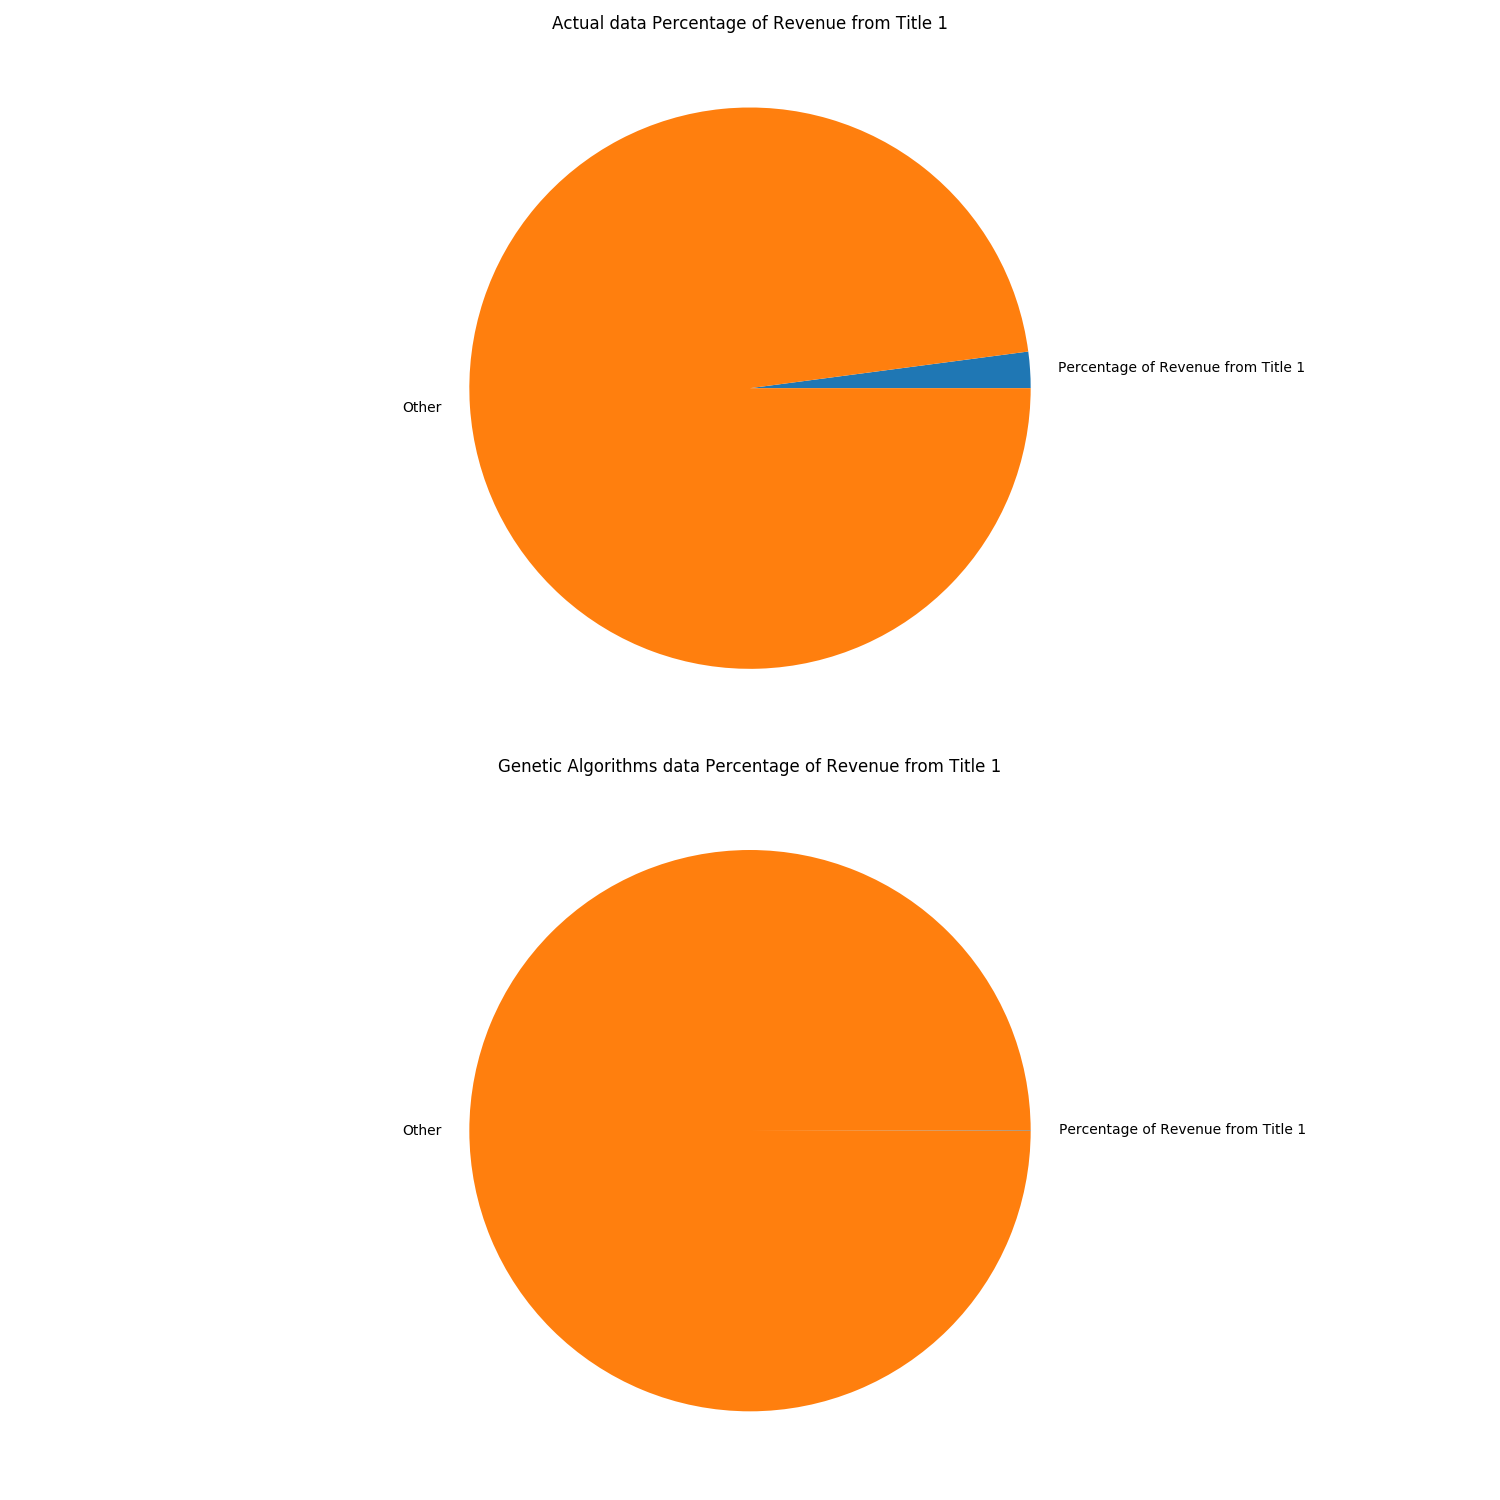 Actual data Percentage of Revenue from Title 1
Percentage of Revenue from Title 1
Other
Genetic Algorithms data Percentage of Revenue from Title 1
Other
Percentage of Revenue from Title 1